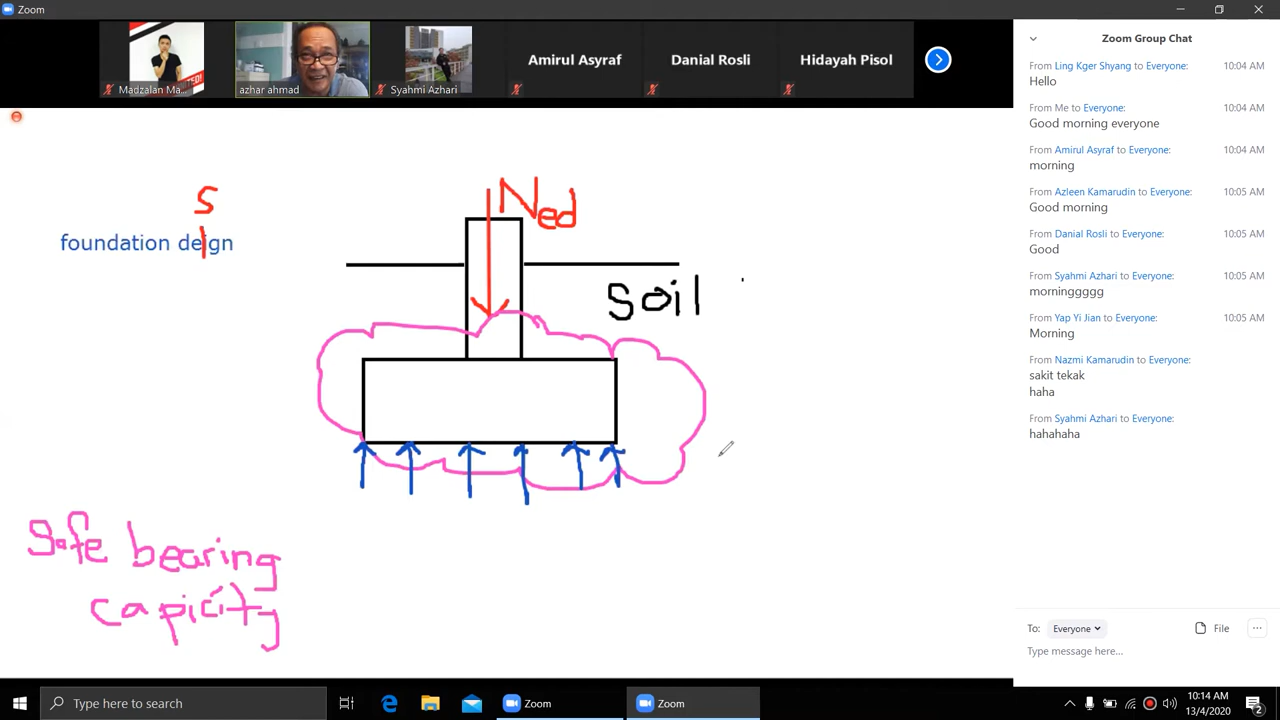 Zoom
Madzalan Ma...
azhar ahmad
Syahmi Azhari
Amirul Asyraf
Danial Rosli
Hidayah Pisol
S
foundation deign
Ned
Soil
Safe bearing
capicity
Zoom Group Chat
From Ling Kger Shyang to Everyone: 10:04 AM
Hello
From Me to Everyone: 10:04 AM
Good morning everyone
From Amirul Asyraf to Everyone: 10:04 AM
morning
From Azleen Kamarudin to Everyone: 10:05 AM
Good morning
From Danial Rosli to Everyone: 10:05 AM
Good
From Syahmi Azhari to Everyone: 10:05 AM
morninggggg
From Yap Yi Jian to Everyone: 10:05 AM
Morning
From Nazmi Kamarudin to Everyone: 10:08 AM
sakit tekak
haha
From Syahmi Azhari to Everyone: 10:08 AM
hahahaha
To: Everyone File ...
Type message here...
Type here to search
Zoom
Zoom
10:14 AM
13/4/2020
2